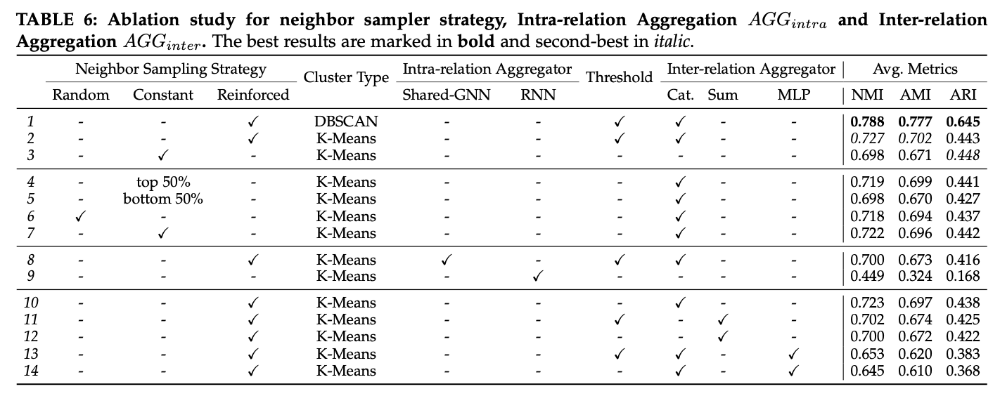 TABLE 6: Ablation study for neighbor sampler strategy, Intra-relation Aggregation AGG_intra and Inter-relation
Aggregation AGG_inter. The best results are marked in bold and second-best in italic.
Neighbor Sampling Strategy Cluster Type Intra-relation Aggregator Threshold Inter-relation Aggregator | Avg. Metrics
Random Constant Reinforced Shared-GNN RNN Cat. Sum MLP | NMI AMI ARI
1 - - ✓ DBSCAN - - ✓ ✓ - - 0.788 0.777 0.645
2 - - ✓ K-Means - - ✓ ✓ - - 0.727 0.702 0.443
3 - ✓ - K-Means - - - - - - 0.698 0.671 0.448
4 - top 50% - K-Means - - - ✓ - - 0.719 0.699 0.441
5 - bottom 50% - K-Means - - - ✓ - - 0.698 0.670 0.427
6 ✓ - - K-Means - - - ✓ - - 0.718 0.694 0.437
7 - ✓ - K-Means - - - ✓ - - 0.722 0.696 0.442
8 - - ✓ K-Means ✓ - ✓ ✓ - - 0.700 0.673 0.416
9 - - - K-Means - ✓ - - - - 0.449 0.324 0.168
10 - - ✓ K-Means - - - ✓ - - 0.723 0.697 0.438
11 - - ✓ K-Means - - ✓ - ✓ - 0.702 0.674 0.425
12 - - ✓ K-Means - - - - ✓ - 0.700 0.672 0.422
13 - - ✓ K-Means - - ✓ ✓ - ✓ 0.653 0.620 0.383
14 - - ✓ K-Means - - - ✓ - ✓ 0.645 0.610 0.368